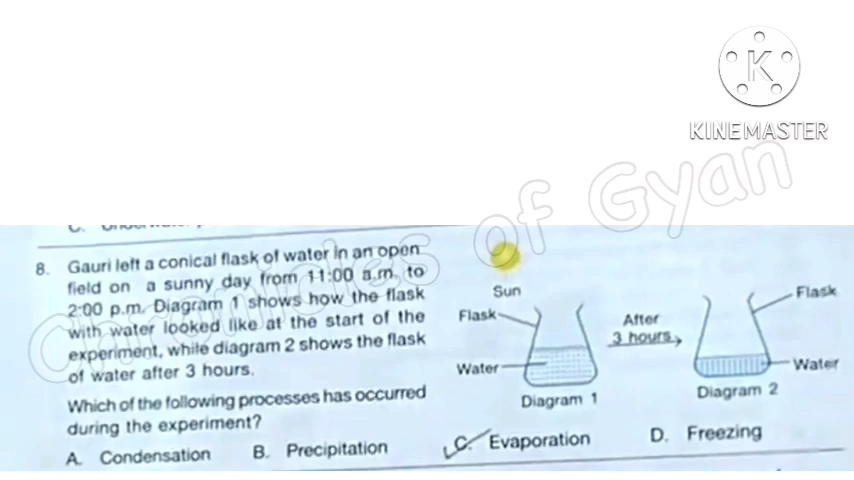 KINEMASTER
Chronicles of Gyan
8. Gauri left a conical flask of water in an open
field on a sunny day from 11:00 a.m. to
2:00 p.m. Diagram 1 shows how the flask
with water looked like at the start of the
experiment, while diagram 2 shows the flask
of water after 3 hours.
Which of the following processes has occurred
during the experiment?
A. Condensation B. Precipitation C. Evaporation D. Freezing
Sun
Flask
Water
Diagram 1
After
3 hours
Flask
Water
Diagram 2